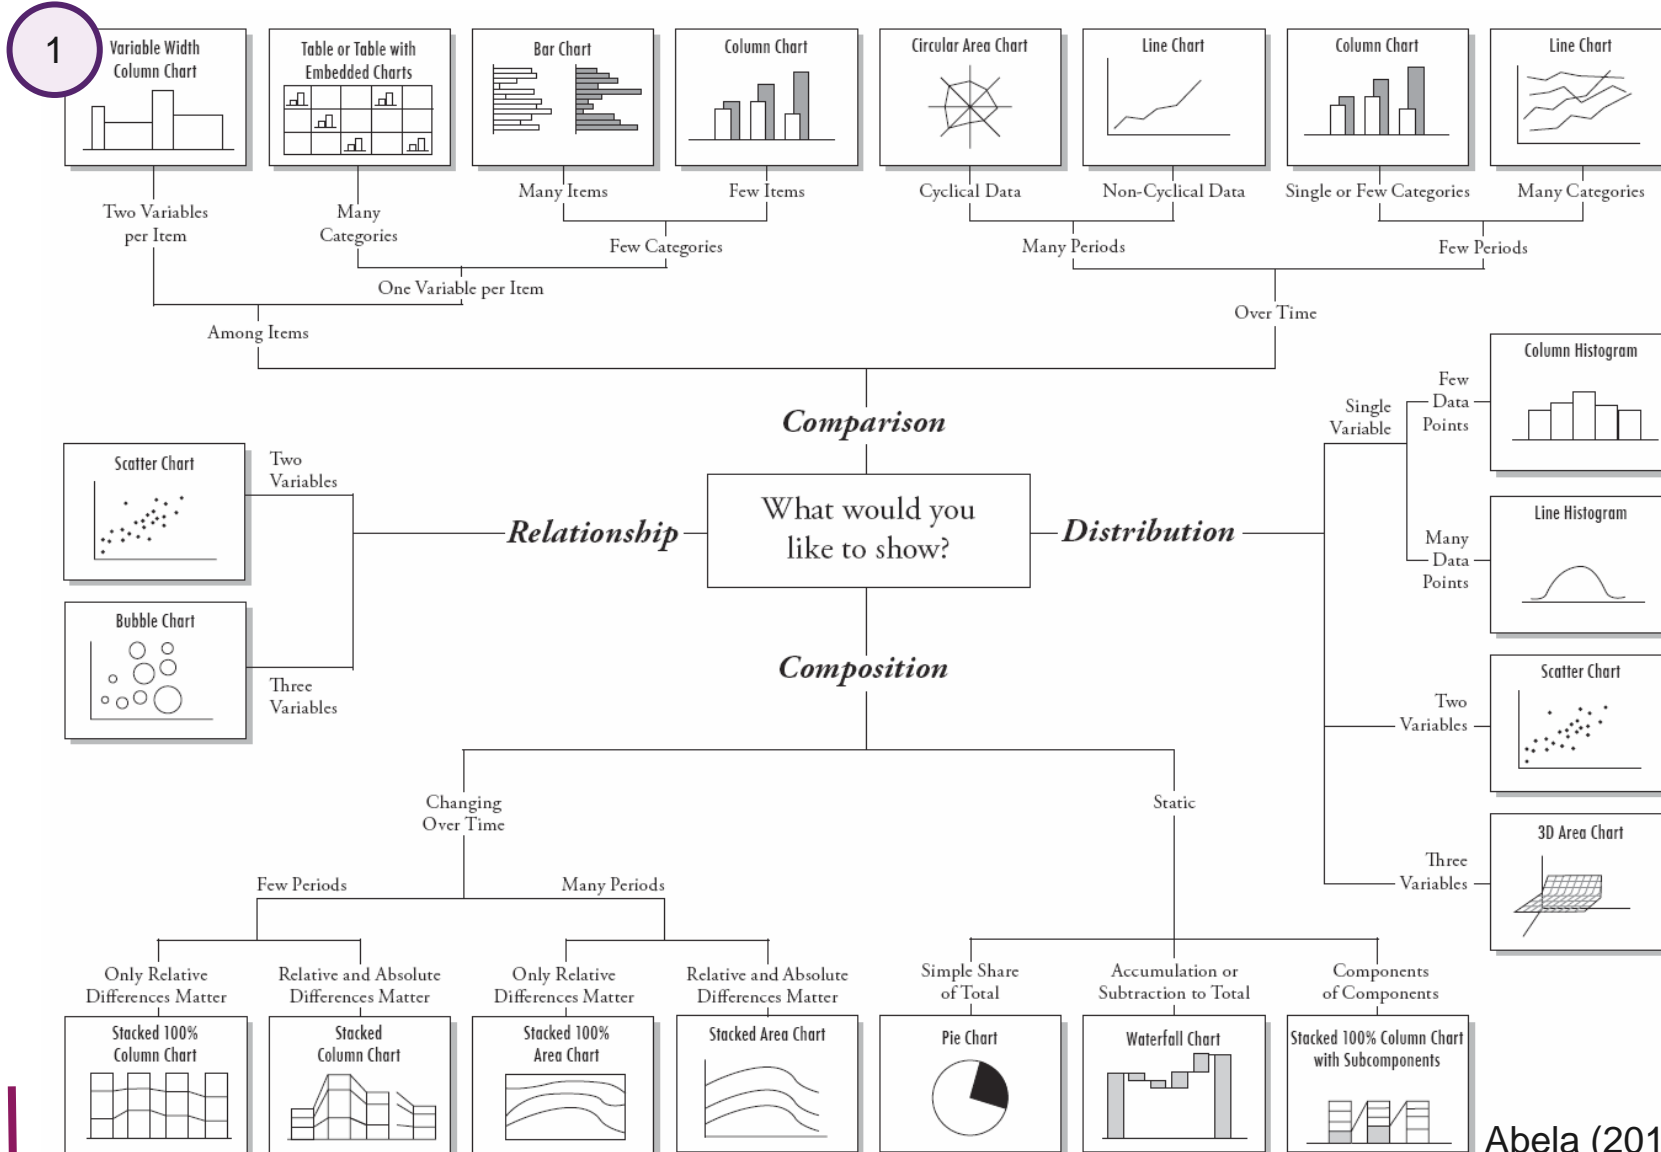 1
Variable Width
Column Chart
Table or Table with
Embedded Charts
Bar Chart
Column Chart
Circular Area Chart
Line Chart
Column Chart
Line Chart
Two Variables
per Item
Many
Categories
Many Items
Few Items
Cyclical Data
Non-Cyclical Data
Single or Few Categories
Many Categories
Few Categories
Many Periods
Few Periods
One Variable per Item
Over Time
Among Items
Comparison
Relationship
What would you
like to show?
Distribution
Composition
Scatter Chart
Two
Variables
Bubble Chart
Three
Variables
Single
Variable
Few
Data
Points
Column Histogram
Many
Data
Points
Line Histogram
Two
Variables
Scatter Chart
Three
Variables
3D Area Chart
Changing
Over Time
Static
Few Periods
Many Periods
Only Relative
Differences Matter
Relative and Absolute
Differences Matter
Only Relative
Differences Matter
Relative and Absolute
Differences Matter
Simple Share
of Total
Accumulation or
Subtraction to Total
Components
of Components
Stacked 100%
Column Chart
Stacked
Column Chart
Stacked 100%
Area Chart
Stacked Area Chart
Pie Chart
Waterfall Chart
Stacked 100% Column Chart
with Subcomponents
Abela (201